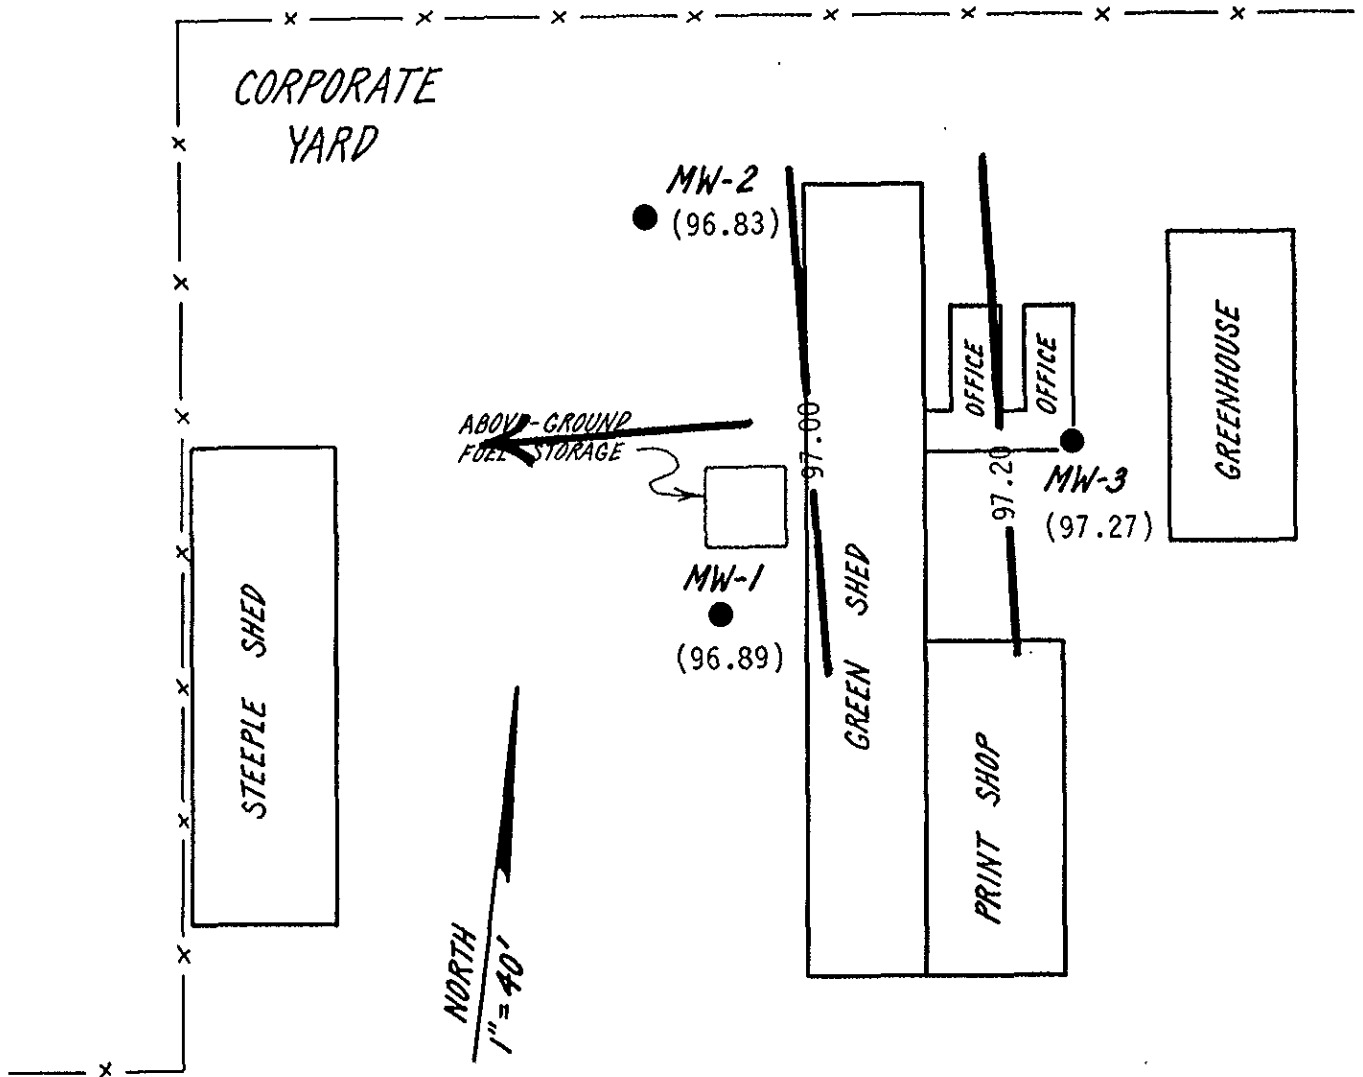 CORPORATE
YARD
MW-2
(96.83)
ABOVE-GROUND
FUEL STORAGE
97.00
OFFICE
OFFICE
GREENHOUSE
97.20
MW-3
(97.27)
MW-1
(96.89)
STEEPLE SHED
GREEN SHED
PRINT SHOP
NORTH
1"=40'